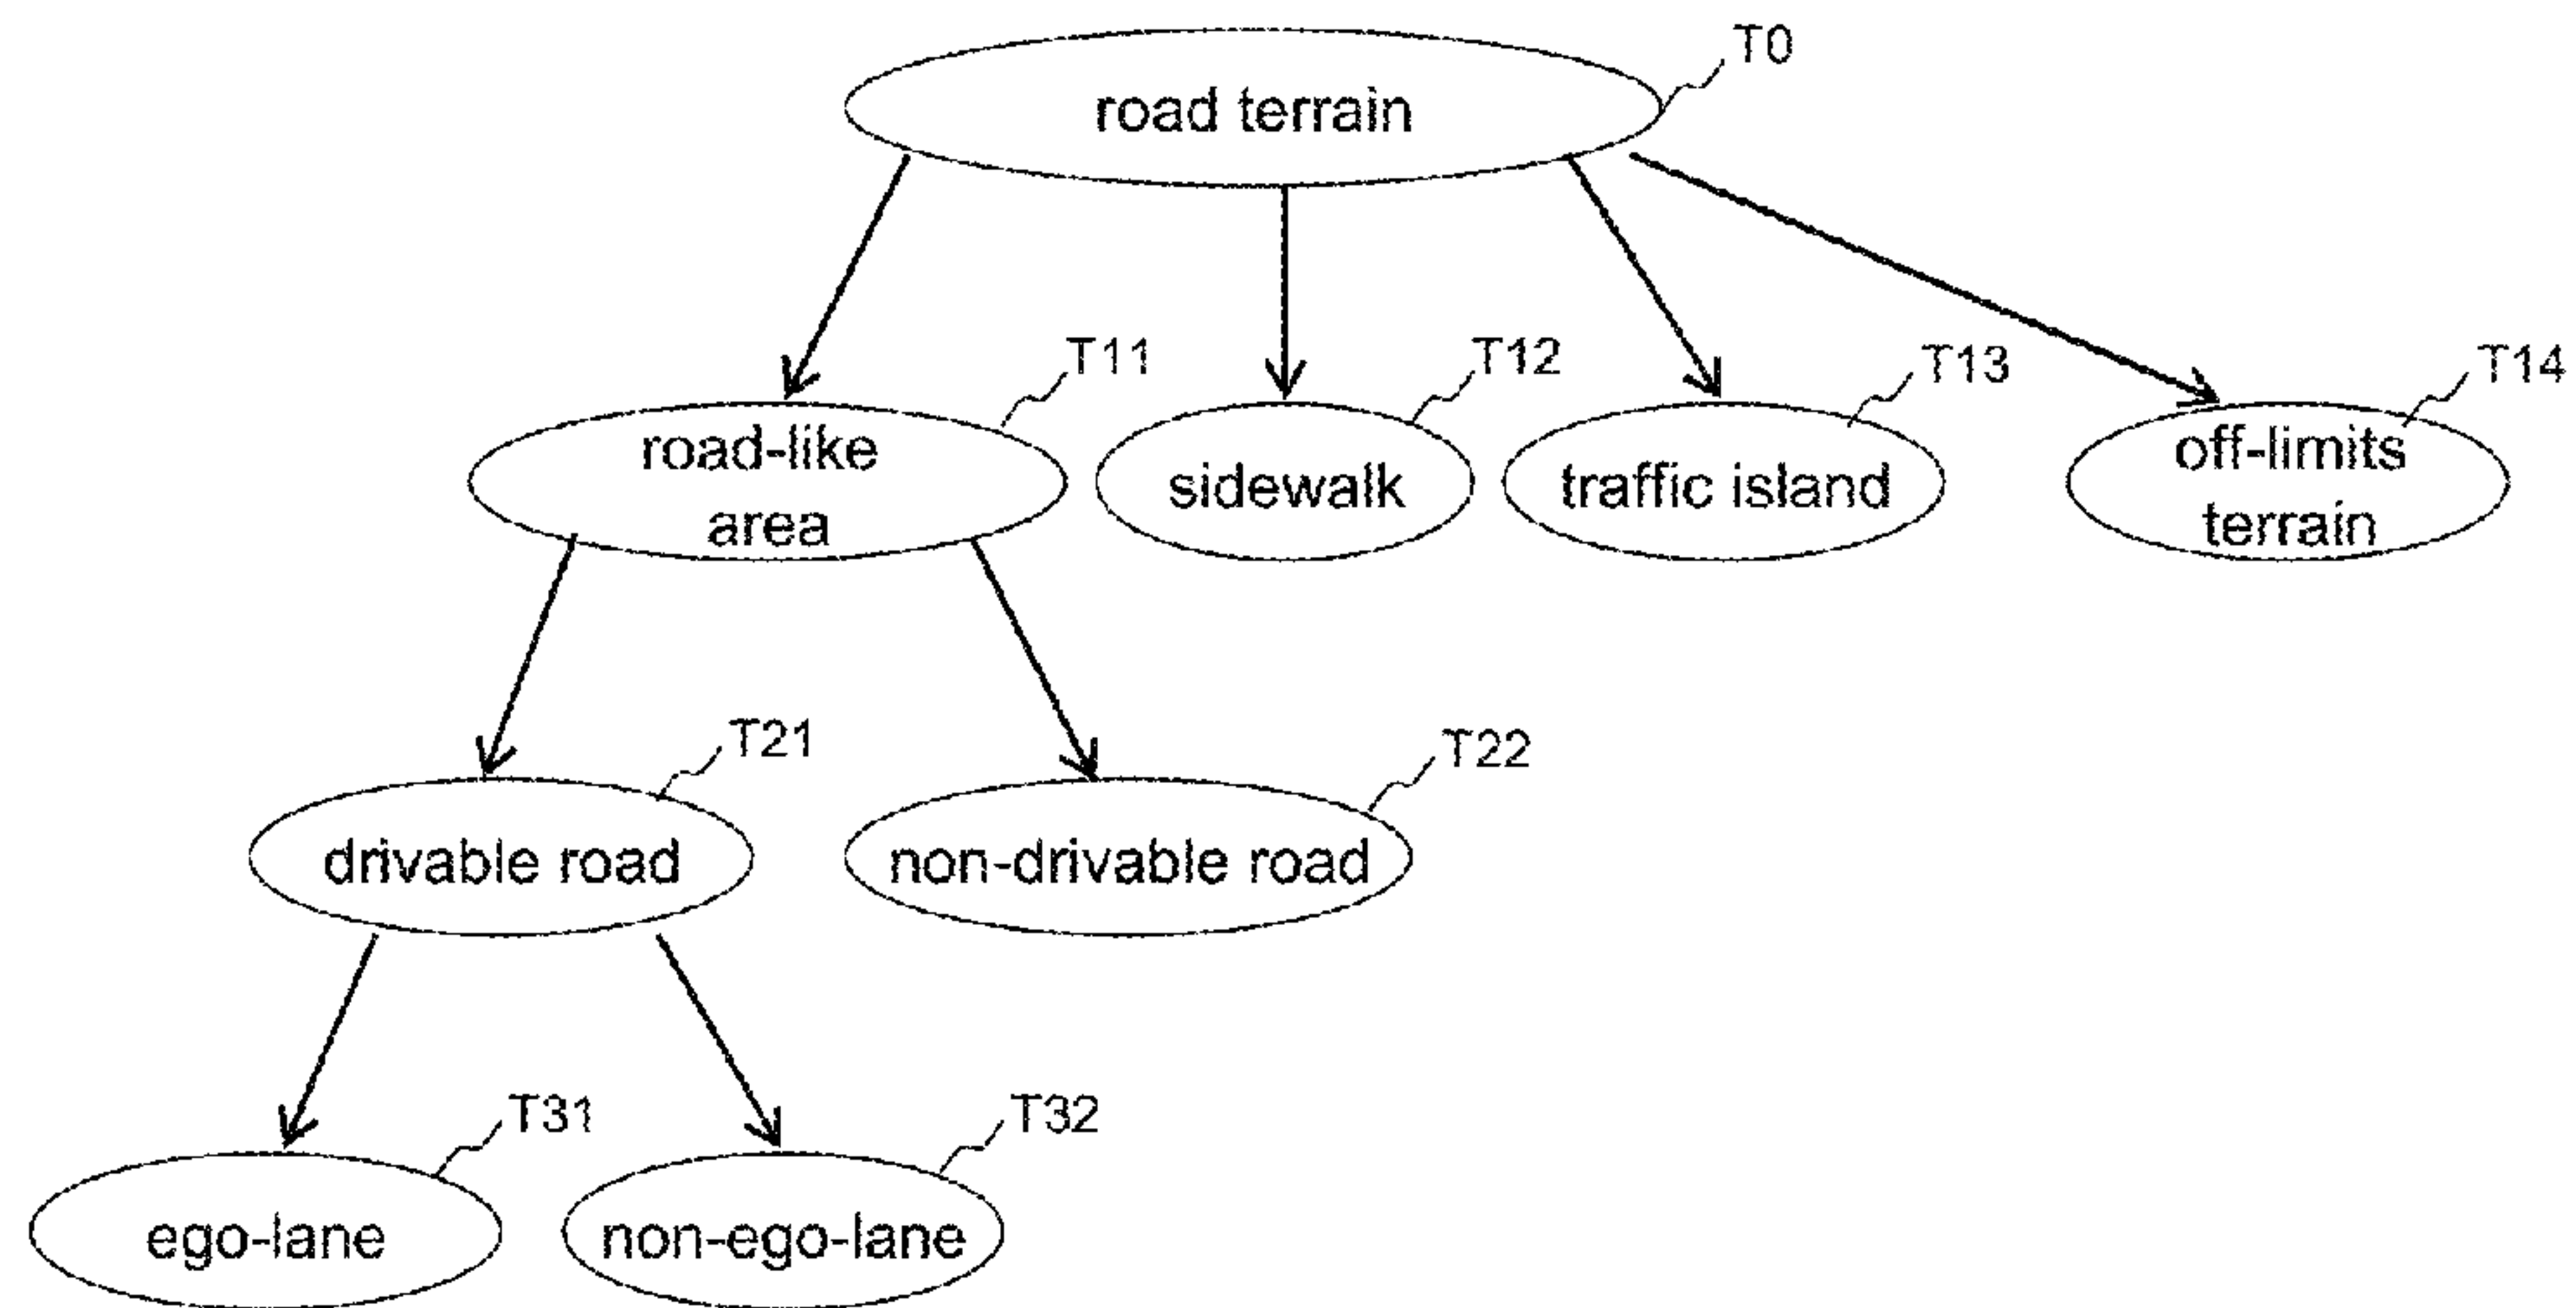 T0
road terrain
T11
T12
T13
T14
road-like
area
sidewalk
traffic island
off-limits
terrain
T21
T22
drivable road
non-drivable road
T31
T32
ego-lane
non-ego-lane